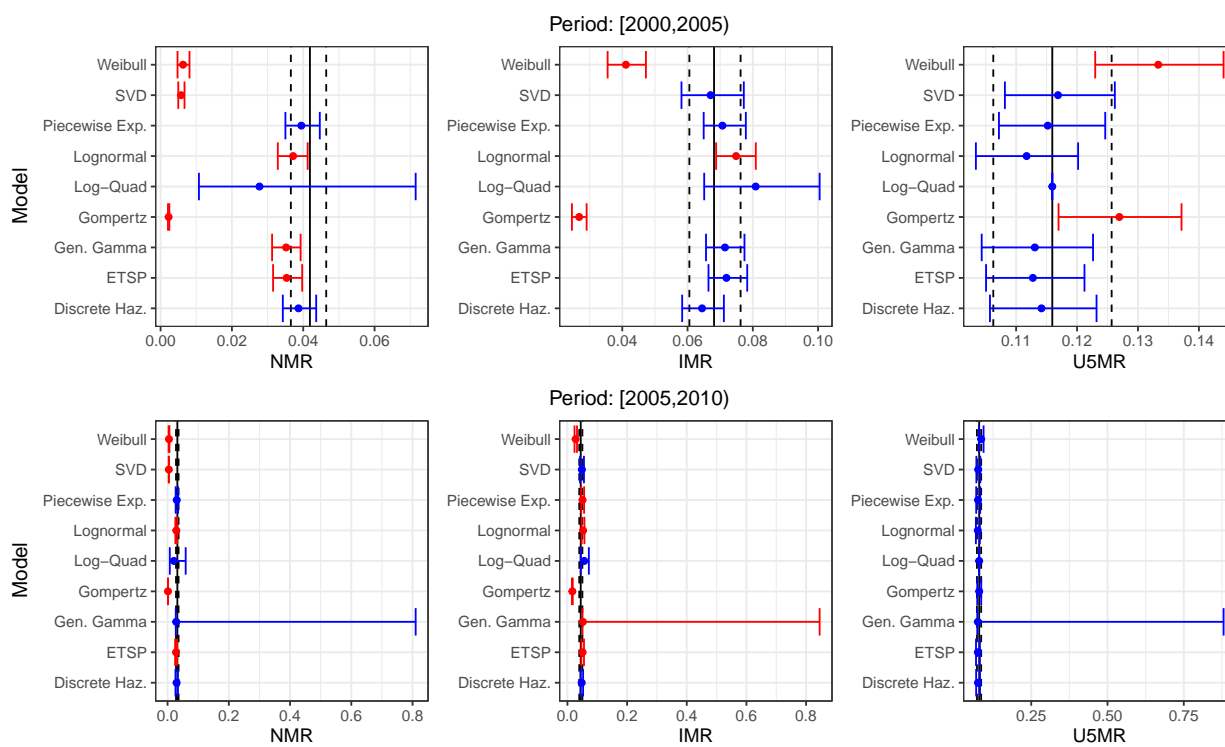 Period: [2000,2005)
Model
Weibull
SVD
Piecewise Exp.
Lognormal
Log−Quad
Gompertz
Gen. Gamma
ETSP
Discrete Haz.
0.00 0.02 0.04 0.06
NMR
Weibull
SVD
Piecewise Exp.
Lognormal
Log−Quad
Gompertz
Gen. Gamma
ETSP
Discrete Haz.
0.04 0.06 0.08 0.10
IMR
Weibull
SVD
Piecewise Exp.
Lognormal
Log−Quad
Gompertz
Gen. Gamma
ETSP
Discrete Haz.
0.11 0.12 0.13 0.14
U5MR
Period: [2005,2010)
Model
Weibull
SVD
Piecewise Exp.
Lognormal
Log−Quad
Gompertz
Gen. Gamma
ETSP
Discrete Haz.
0.0 0.2 0.4 0.6 0.8
NMR
Weibull
SVD
Piecewise Exp.
Lognormal
Log−Quad
Gompertz
Gen. Gamma
ETSP
Discrete Haz.
0.0 0.2 0.4 0.6 0.8
IMR
Weibull
SVD
Piecewise Exp.
Lognormal
Log−Quad
Gompertz
Gen. Gamma
ETSP
Discrete Haz.
0.25 0.50 0.75
U5MR